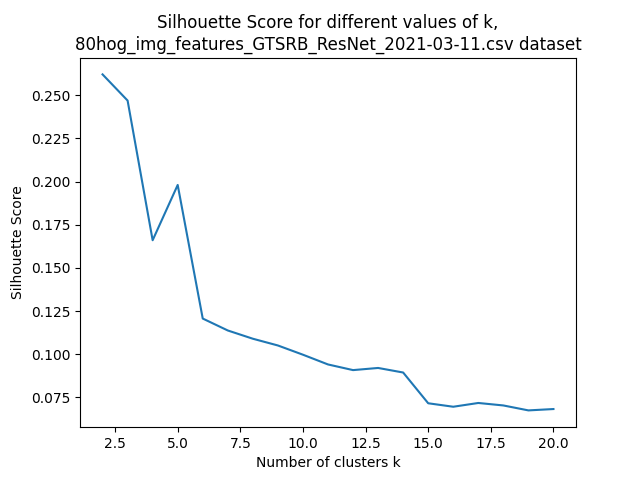 Silhouette Score for different values of k,
80hog_img_features_GTSRB_ResNet_2021-03-11.csv dataset
0.250
0.225
0.200
0.175
0.150
0.125
0.100
0.075
Silhouette Score
2.5 5.0 7.5 10.0 12.5 15.0 17.5 20.0
Number of clusters k